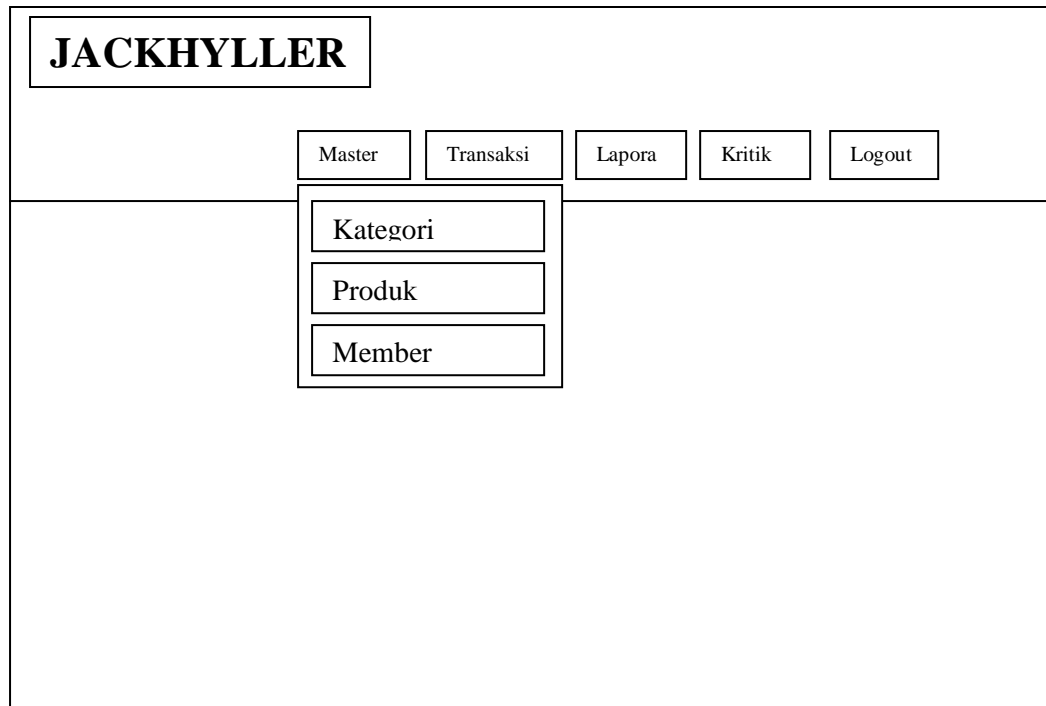 JACKHYLLER
Master Transaksi Lapora Kritik Logout
Kategori
Produk
Member